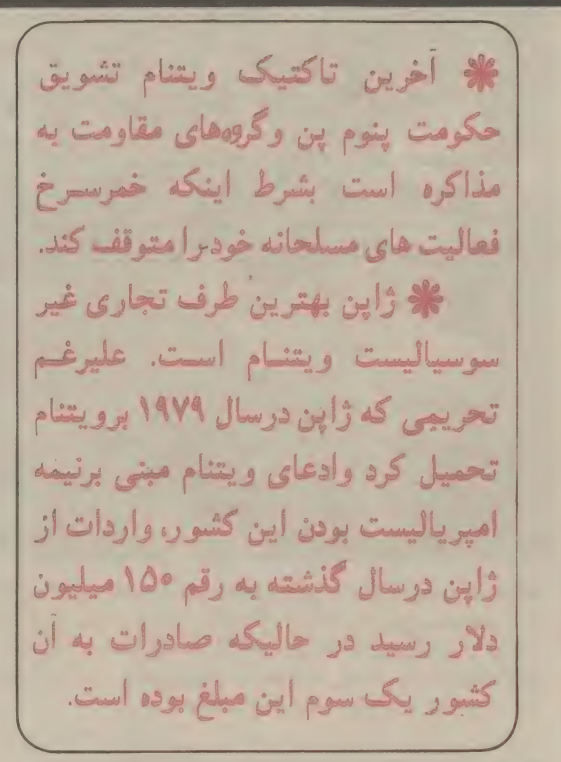 ❋ آخرین تاکتیک ویتنام تشویق
حکومت پنوم پن وگروه‌های مقاومت به
مذاکره است بشرط اینکه خمرسرخ
فعالیت های مسلحانه خود را متوقف کند.
❋ ژاپن بهترین طرف تجاری غیر
سوسیالیست ویتنام است. علیرغم
تحریمی که ژاپن درسال ۱۹۷۹ برویتنام
تحمیل کرد وادعای ویتنام مبنی برنیمه
امپریالیست بودن این کشور، واردات از
ژاپن درسال گذشته به رقم ۱۵۰ میلیون
دلار رسید در حالیکه صادرات به آن
کشور یک سوم این مبلغ بوده است.